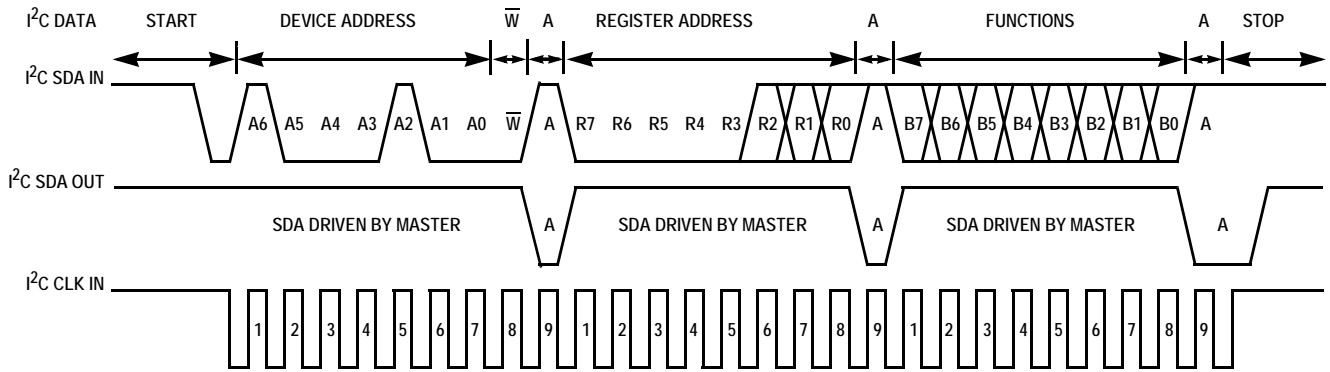 I²C DATA START DEVICE ADDRESS W̅ A REGISTER ADDRESS A FUNCTIONS A STOP
I²C SDA IN
A6 A5 A4 A3 A2 A1 A0 W̅ A R7 R6 R5 R4 R3 R2 R1 R0 A B7 B6 B5 B4 B3 B2 B1 B0 A
I²C SDA OUT
SDA DRIVEN BY MASTER A SDA DRIVEN BY MASTER A SDA DRIVEN BY MASTER A
I²C CLK IN
1 2 3 4 5 6 7 8 9 1 2 3 4 5 6 7 8 9 1 2 3 4 5 6 7 8 9